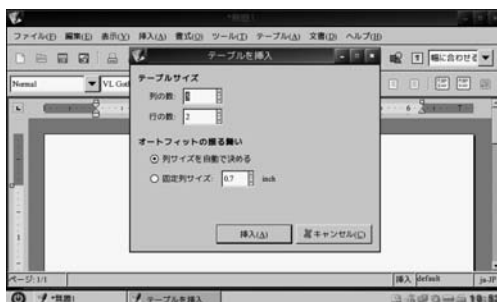 *無題1
ファイル(F) 編集(E) 表示(V) 挿入(I) 書式(O) ツール(T) テーブル(A) 文書(D) ヘルプ(H)
テーブルを挿入
幅に合わせる
Normal
VL Got
テーブルサイズ
列の数:
行の数: 2
オートフィットの振る舞い
列サイズを自動で決める
固定列サイズ: 0.7 inch
挿入(A) キャンセル(C)
ページ: 1/1 挿入 default ja-JP
*無題1 テーブルを挿入